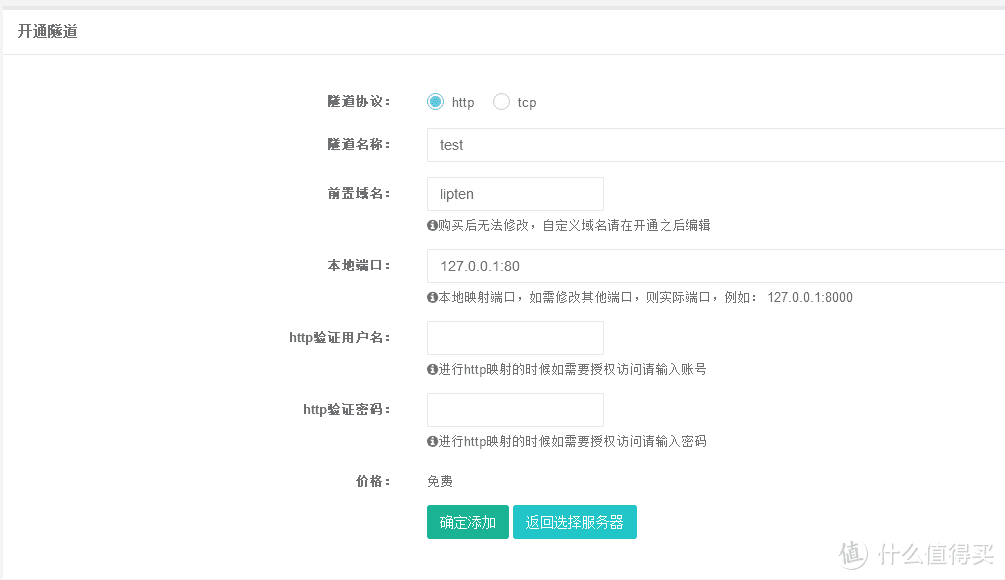 开通隧道
隧道协议： http tcp
隧道名称： test
前置域名： lipten
购买后无法修改，自定义域名请在开通之后编辑
本地端口： 127.0.0.1:80
本地映射端口，如需修改其他端口，则实际端口，例如： 127.0.0.1:8000
http验证用户名：
进行http映射的时候如需要授权访问请输入账号
http验证密码：
进行http映射的时候如需要授权访问请输入密码
价格： 免费
确定添加 返回选择服务器
值 什么值得买